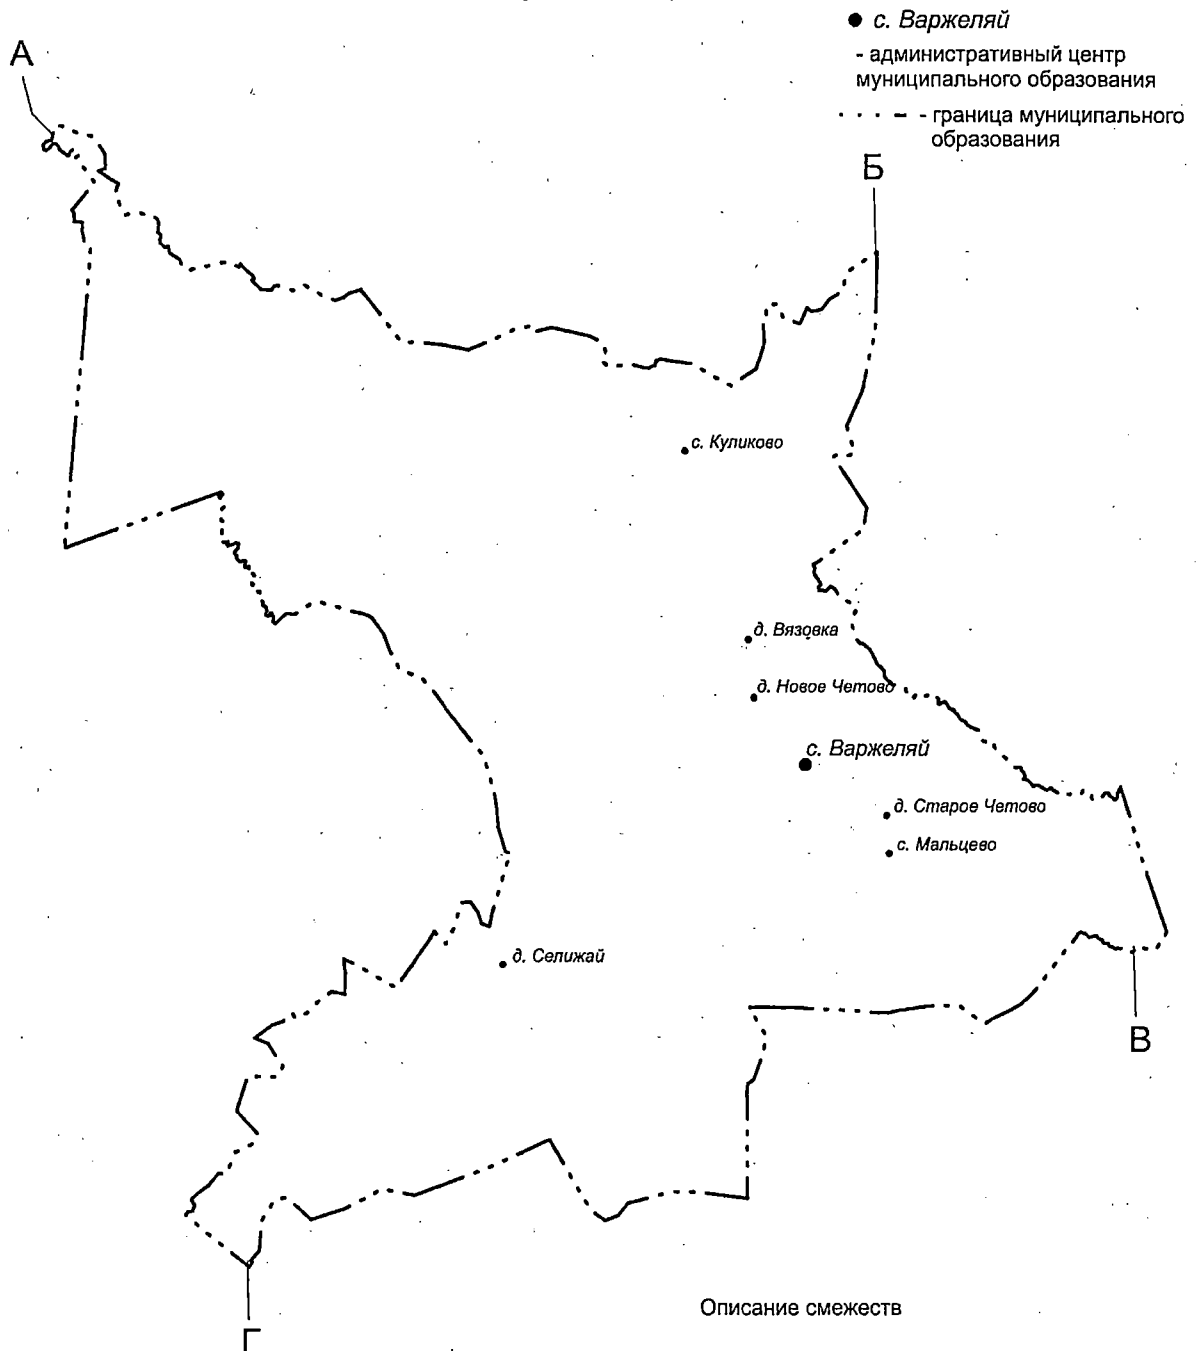 с. Варжеляй
- административный центр
муниципального образования
- граница муниципального
образования
А
Б
с. Куликово
д. Вязовка
д. Новое Четово
с. Варжеляй
д. Старое Четово
с. Мальцево
д. Селижай
В
Г
Описание смежеств